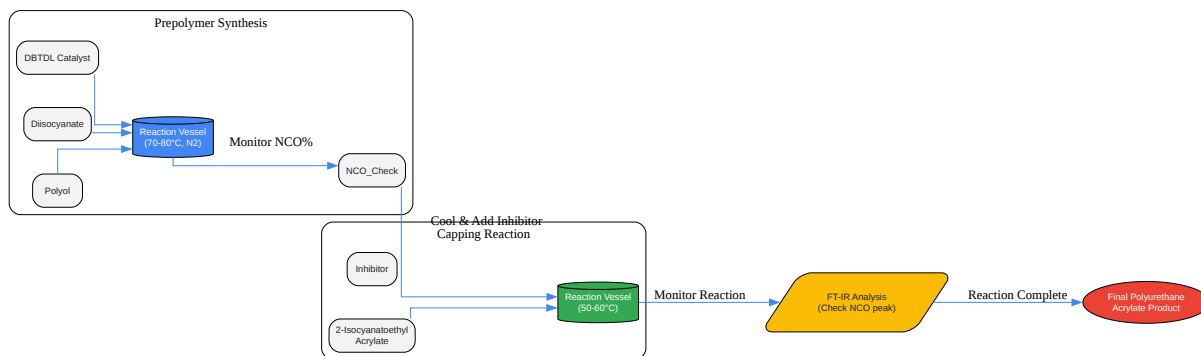 Prepolymer Synthesis
DBTDL Catalyst
Diisocyanate
Reaction Vessel
(70-80°C, N2)
Monitor NCO%
NCO_Check
Polyol
Cool & Add Inhibitor
Capping Reaction
Inhibitor
Reaction Vessel
(50-60°C)
2-Isocyanatoethyl
Acrylate
Monitor Reaction
FT-IR Analysis
(Check NCO peak)
Reaction Complete
Final Polyurethane
Acrylate Product